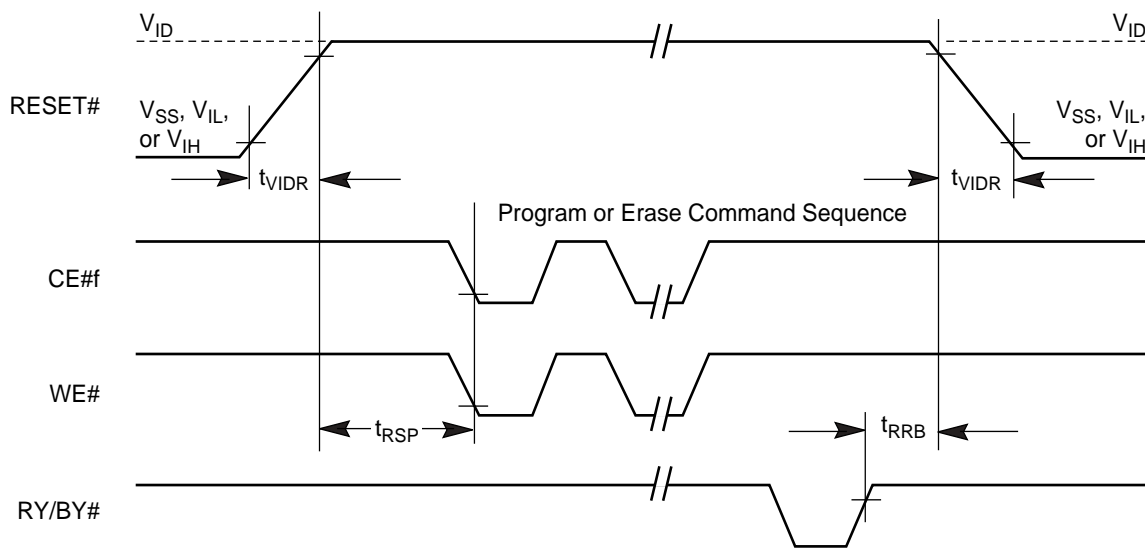 VID
VID
RESET#
VSS, VIL,
or VIH
VSS, VIL,
or VIH
tVIDR
tVIDR
Program or Erase Command Sequence
CE#f
WE#
tRSP
tRRB
RY/BY#